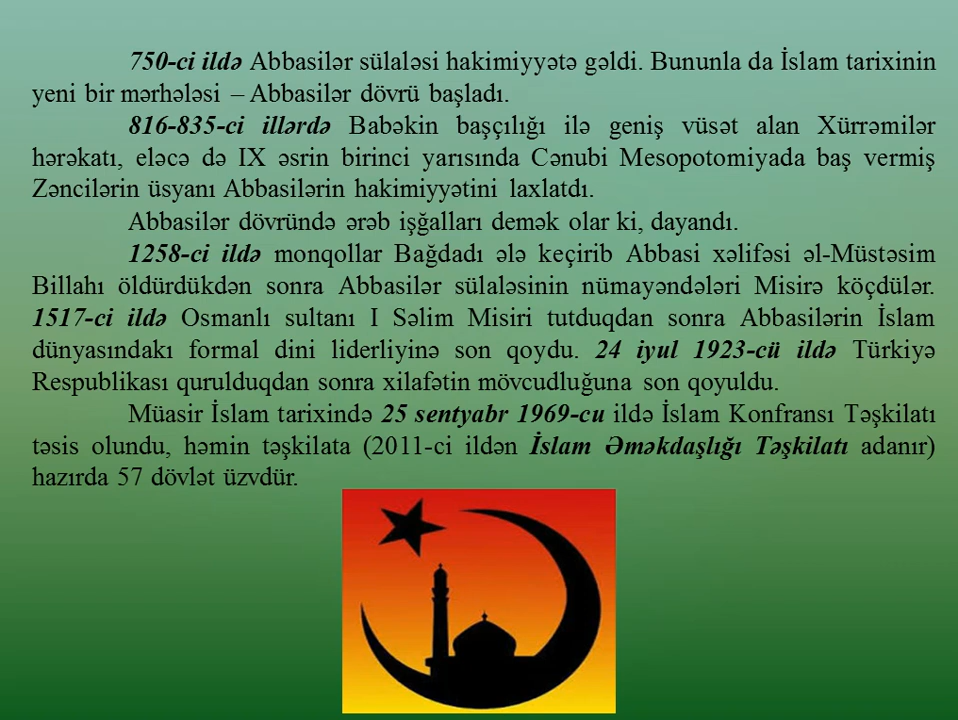 750-ci ildə Abbasilər sülaləsi hakimiyyətə gəldi. Bununla da İslam tarixinin
yeni bir mərhələsi – Abbasilər dövrü başladı.
816-835-ci illərdə Babəkin başçılığı ilə geniş vüsət alan Xürrəmilər
hərəkatı, eləcə də IX əsrin birinci yarısında Cənubi Mesopotomiyada baş vermiş
Zəncilərin üsyanı Abbasilərin hakimiyyətini laxlatdı.
Abbasilər dövründə ərəb işğalları demək olar ki, dayandı.
1258-ci ildə monqollar Bağdadı ələ keçirib Abbasi xəlifəsi əl-Müstəsim
Billahı öldürdükdən sonra Abbasilər sülaləsinin nümayəndələri Misirə köçdülər.
1517-ci ildə Osmanlı sultanı I Səlim Misiri tutduqdan sonra Abbasilərin İslam
dünyasındakı formal dini liderliyinə son qoydu. 24 iyul 1923-cü ildə Türkiyə
Respublikası qurulduqdan sonra xilafətin mövcudluğuna son qoyuldu.
Müasir İslam tarixində 25 sentyabr 1969-cu ildə İslam Konfransı Təşkilatı
təsis olundu, həmin təşkilata (2011-ci ildən İslam Əməkdaşlığı Təşkilatı adanır)
hazırda 57 dövlət üzvdür.